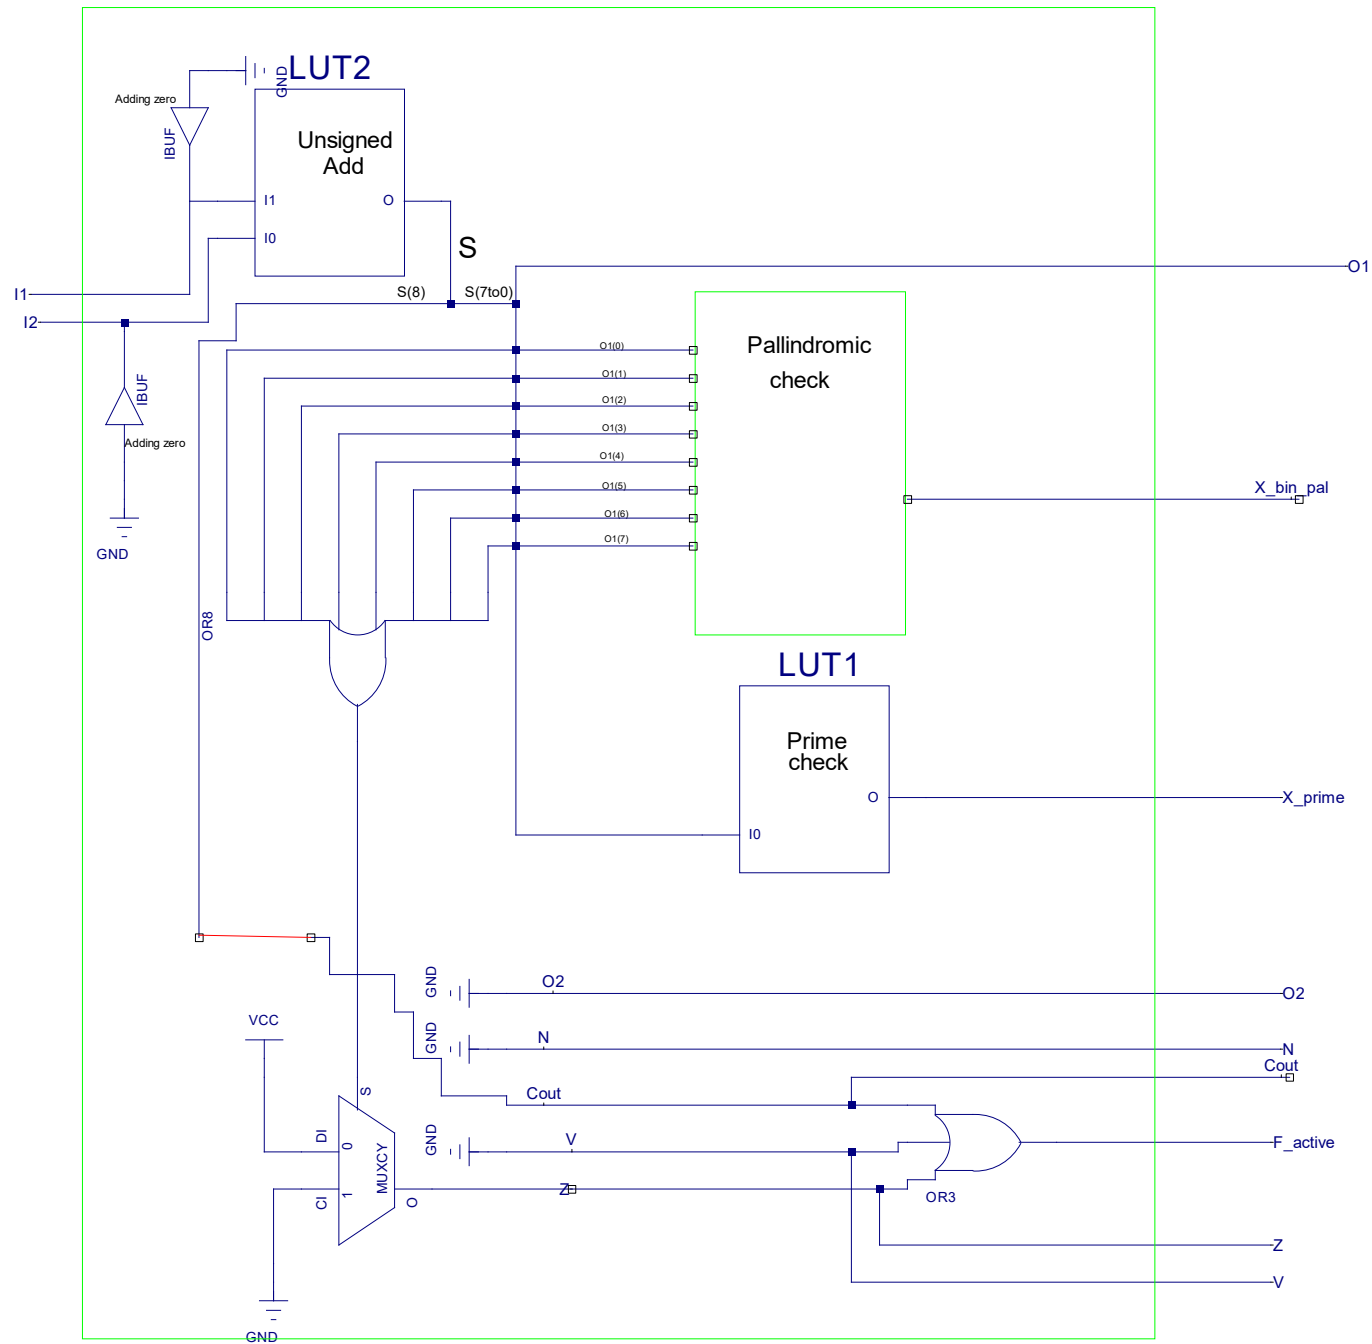 LUT2
GND
Adding zero
IBUF
Unsigned
Add
I1
O
I0
S
I1
S(8)
S(7to0)
O1
I2
O1(0)
Pallindromic
check
O1(1)
IBUF
O1(2)
Adding zero
O1(3)
O1(4)
O1(5)
X_bin_pal
O1(6)
O1(7)
GND
OR8
LUT1
Prime
check
O
X_prime
I0
GND
O2
O2
VCC
GND
N
N
Cout
Cout
S
DI
0
GND
V
F_active
MUXCY
CI
1
O
Z
OR3
Z
V
GND